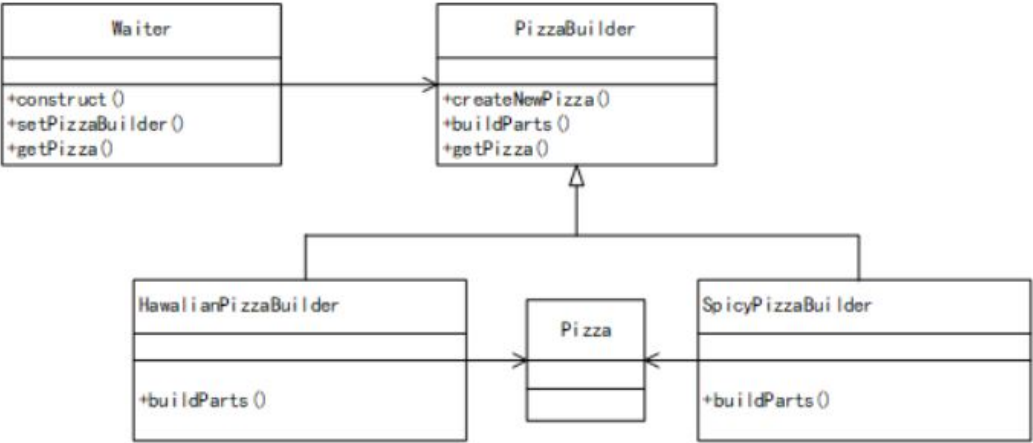 Waiter
+construct()
+setPizzaBuilder()
+getPizza()
PizzaBuilder
+createNewPizza()
+buildParts()
+getPizza()
HawalianPizzaBuilder
+buildParts()
Pizza
SpicyPizzaBuilder
+buildParts()